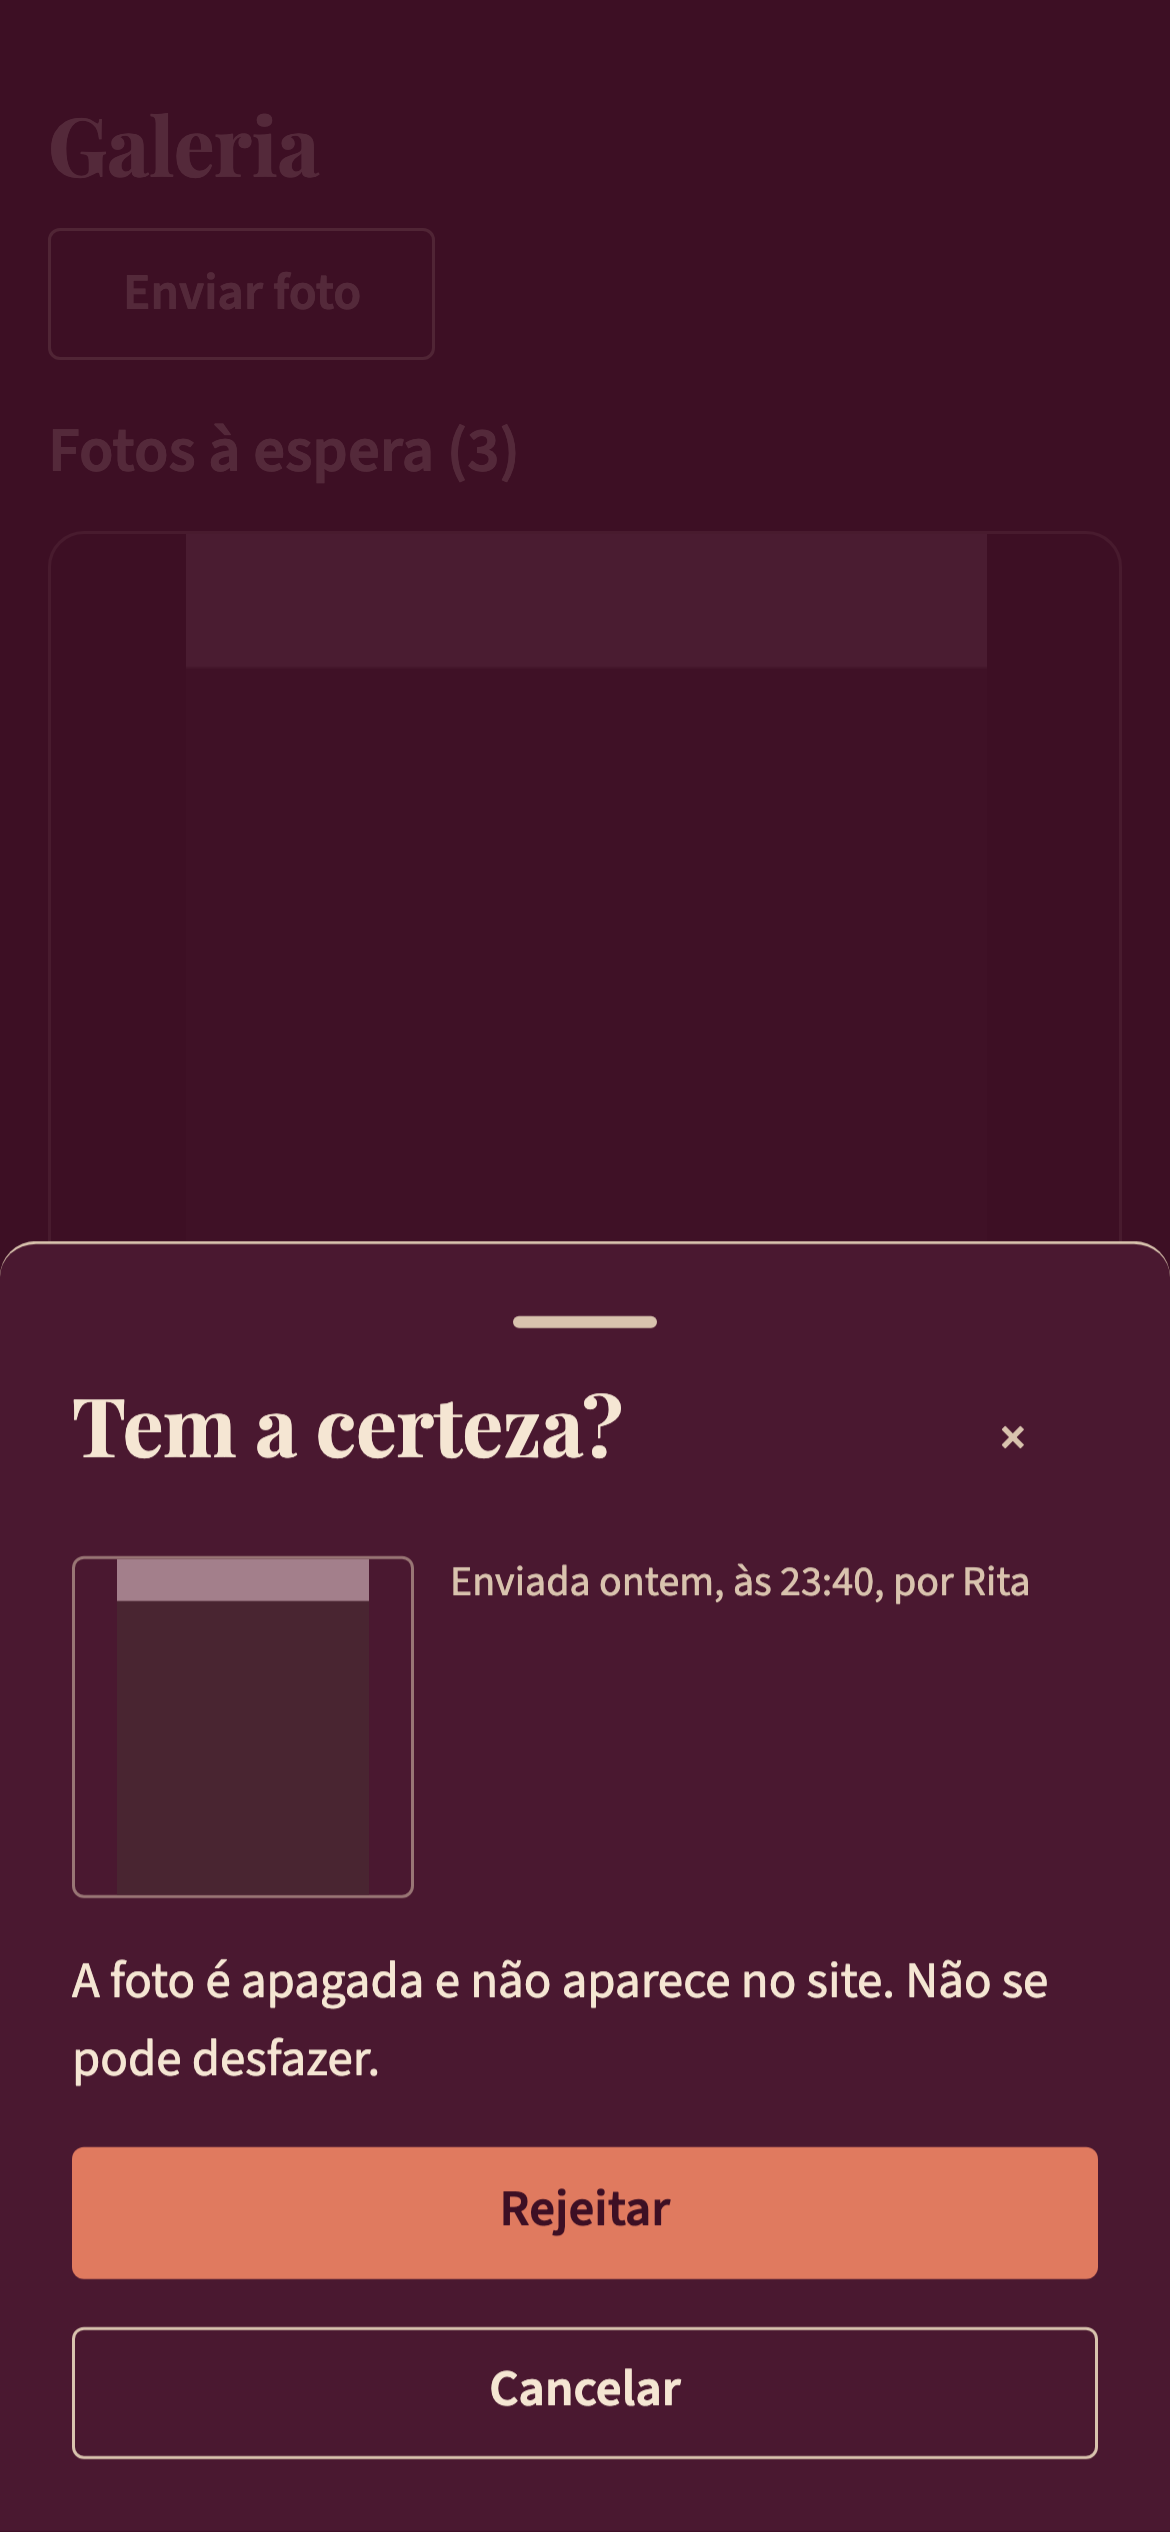 Galeria
Enviar foto
Fotos à espera (3)
Tem a certeza?
×
Enviada ontem, às 23:40, por Rita
A foto é apagada e não aparece no site. Não se
pode desfazer.
Rejeitar
Cancelar